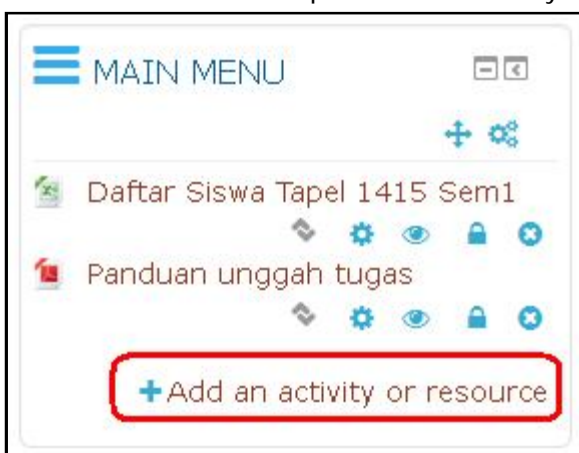 MAIN MENU
Daftar Siswa Tapel 1415 Sem1
Panduan unggah tugas
+Add an activity or resource